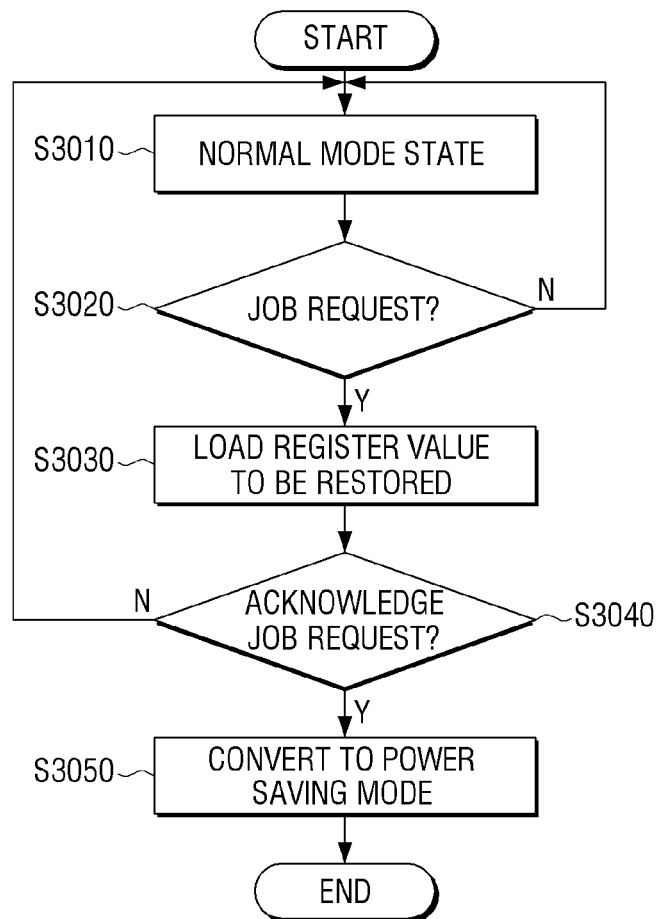 START
S3010
NORMAL MODE STATE
S3020
JOB REQUEST?
N
Y
S3030
LOAD REGISTER VALUE
TO BE RESTORED
N
ACKNOWLEDGE
JOB REQUEST?
S3040
Y
S3050
CONVERT TO POWER
SAVING MODE
END